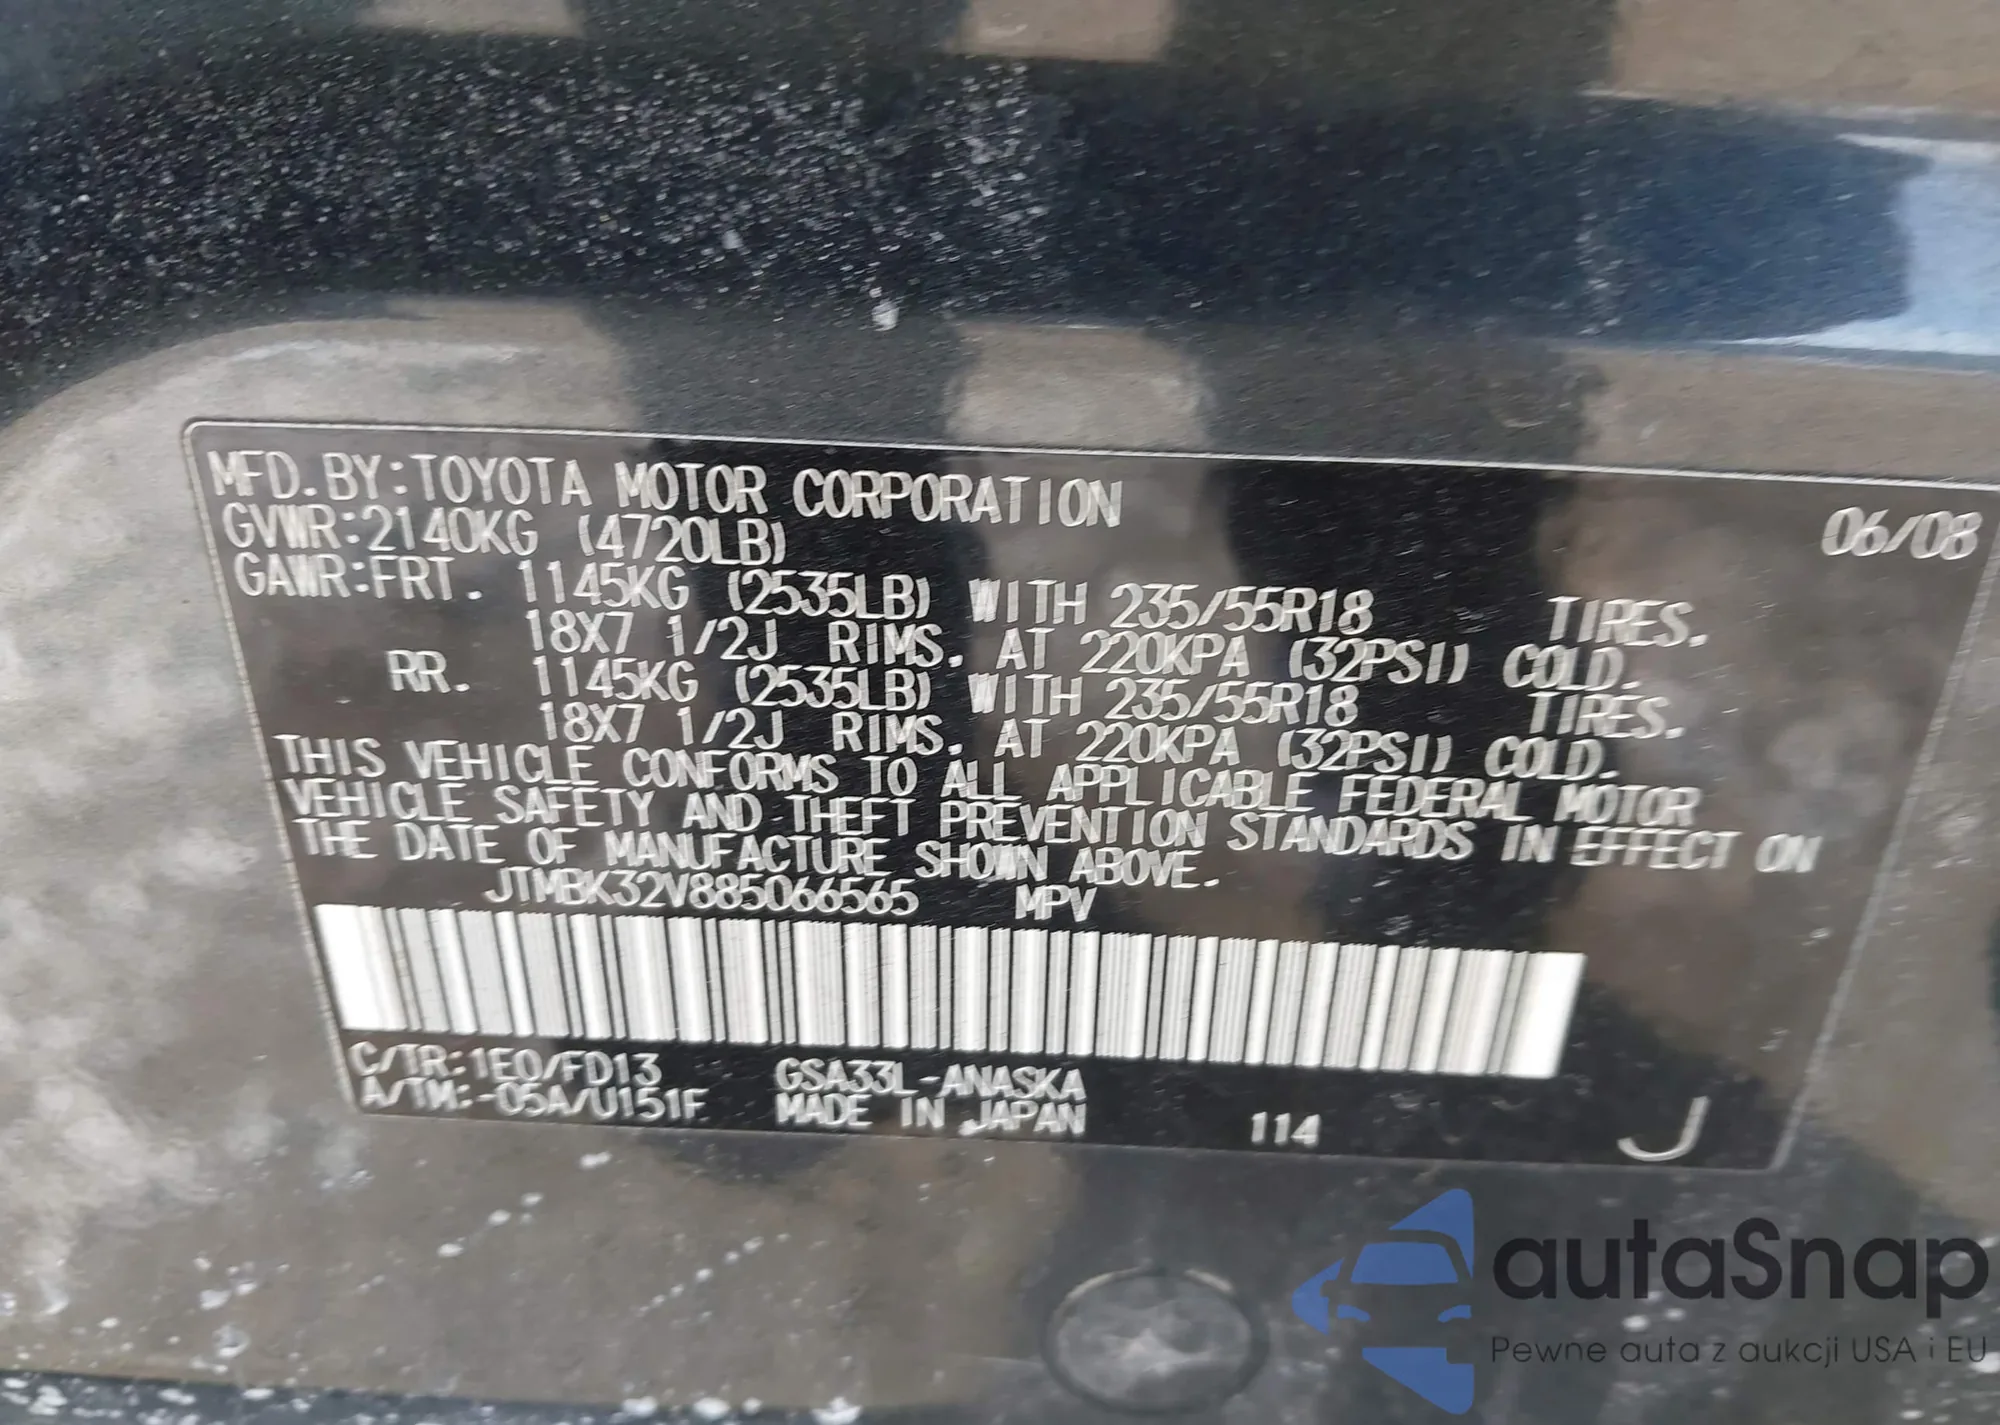 MFD.BY:TOYOTA MOTOR CORPORATION 06/08
GVWR:2140KG (4720LB)
GAWR:FRT. 1145KG (2535LB) WITH 235/55R18 TIRES.
18X7 1/2J RIMS, AT 220KPA (32PSI) COLD.
RR. 1145KG (2535LB) WITH 235/55R18 TIRES.
18X7 1/2J RIMS, AT 220KPA (32PSI) COLD.
THIS VEHICLE CONFORMS TO ALL APPLICABLE FEDERAL MOTOR
VEHICLE SAFETY AND THEFT PREVENTION STANDARDS IN EFFECT ON
THE DATE OF MANUFACTURE SHOWN ABOVE.
JTMBK32V885066565 MPV
C/TR:1E0/FD13 GSA33L-ANASKA
A/TM:-05A/U151F MADE IN JAPAN 114 J
autaSnap
Pewne auta z aukcji USA i EU